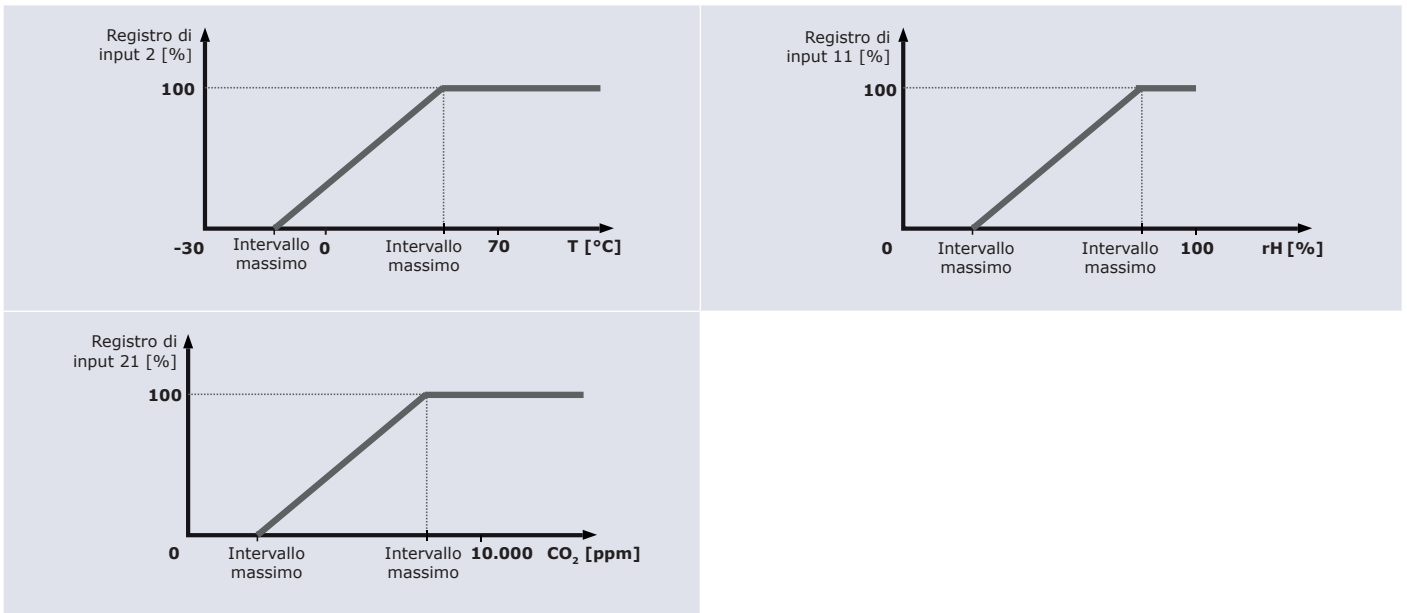 Registro di
input 2 [%]
100
-30
Intervallo
massimo
0
Intervallo
massimo
70
T [°C]
Registro di
input 11 [%]
100
0
Intervallo
massimo
Intervallo
massimo
100
rH [%]
Registro di
input 21 [%]
100
0
Intervallo
massimo
Intervallo
massimo
10.000
CO₂ [ppm]